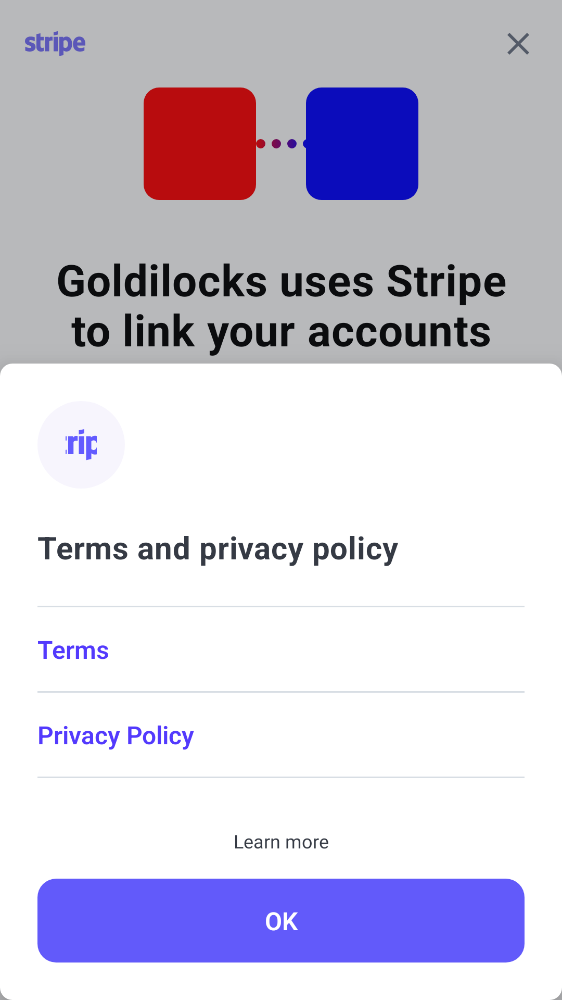 stripe
Goldilocks uses Stripe
to link your accounts
trip
Terms and privacy policy
Terms
Privacy Policy
Learn more
OK